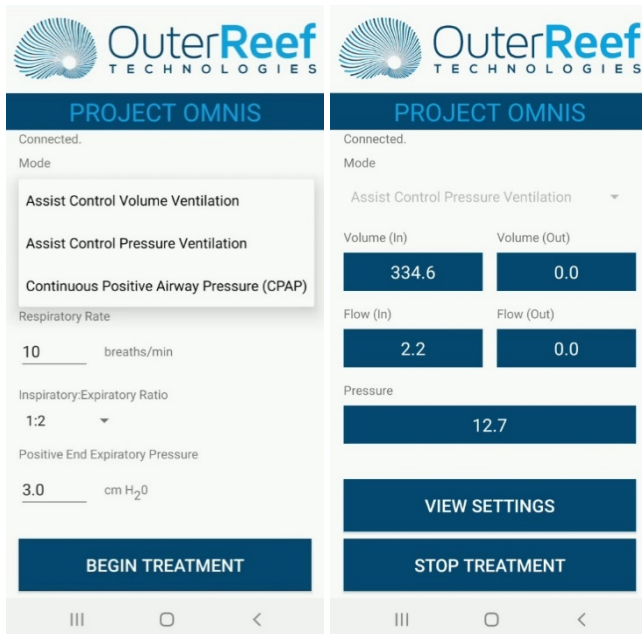 OuterReef
TECHNOLOGIES
PROJECT OMNIS
Connected.
Mode
Assist Control Volume Ventilation
Assist Control Pressure Ventilation
Continuous Positive Airway Pressure (CPAP)
Respiratory Rate
10 breaths/min
Inspiratory:Expiratory Ratio
1:2
Positive End Expiratory Pressure
3.0 cm H₂0
BEGIN TREATMENT
OuterReef
TECHNOLOGIES
PROJECT OMNIS
Connected.
Mode
Assist Control Pressure Ventilation
Volume (In) Volume (Out)
334.6 0.0
Flow (In) Flow (Out)
2.2 0.0
Pressure
12.7
VIEW SETTINGS
STOP TREATMENT